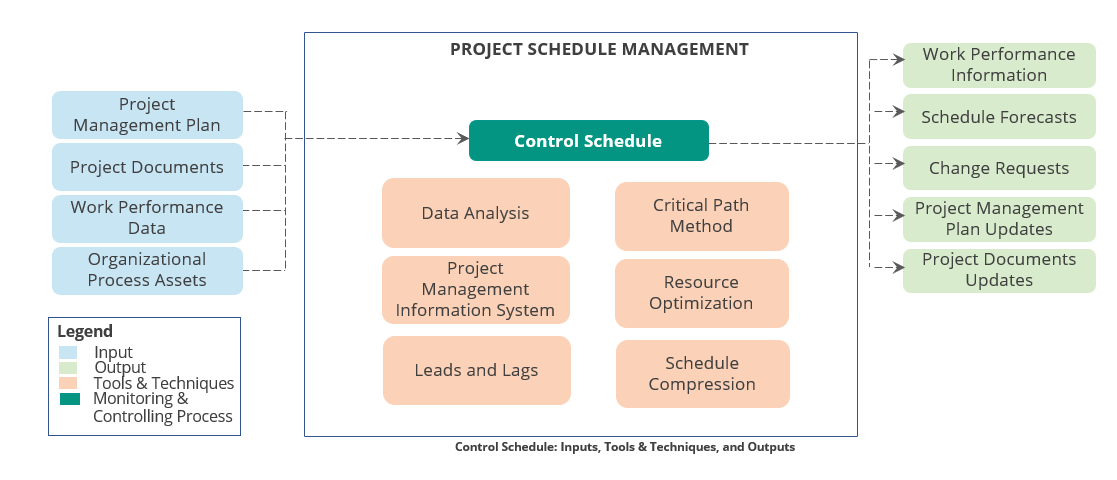 PROJECT SCHEDULE MANAGEMENT
Project
Management Plan
Project Documents
Work Performance
Data
Organizational
Process Assets
Control Schedule
Data Analysis
Critical Path
Method
Project
Management
Information System
Resource
Optimization
Leads and Lags
Schedule
Compression
Work Performance
Information
Schedule Forecasts
Change Requests
Project Management
Plan Updates
Project Documents
Updates
Legend
Input
Output
Tools & Techniques
Monitoring &
Controlling Process
Control Schedule: Inputs, Tools & Techniques, and Outputs